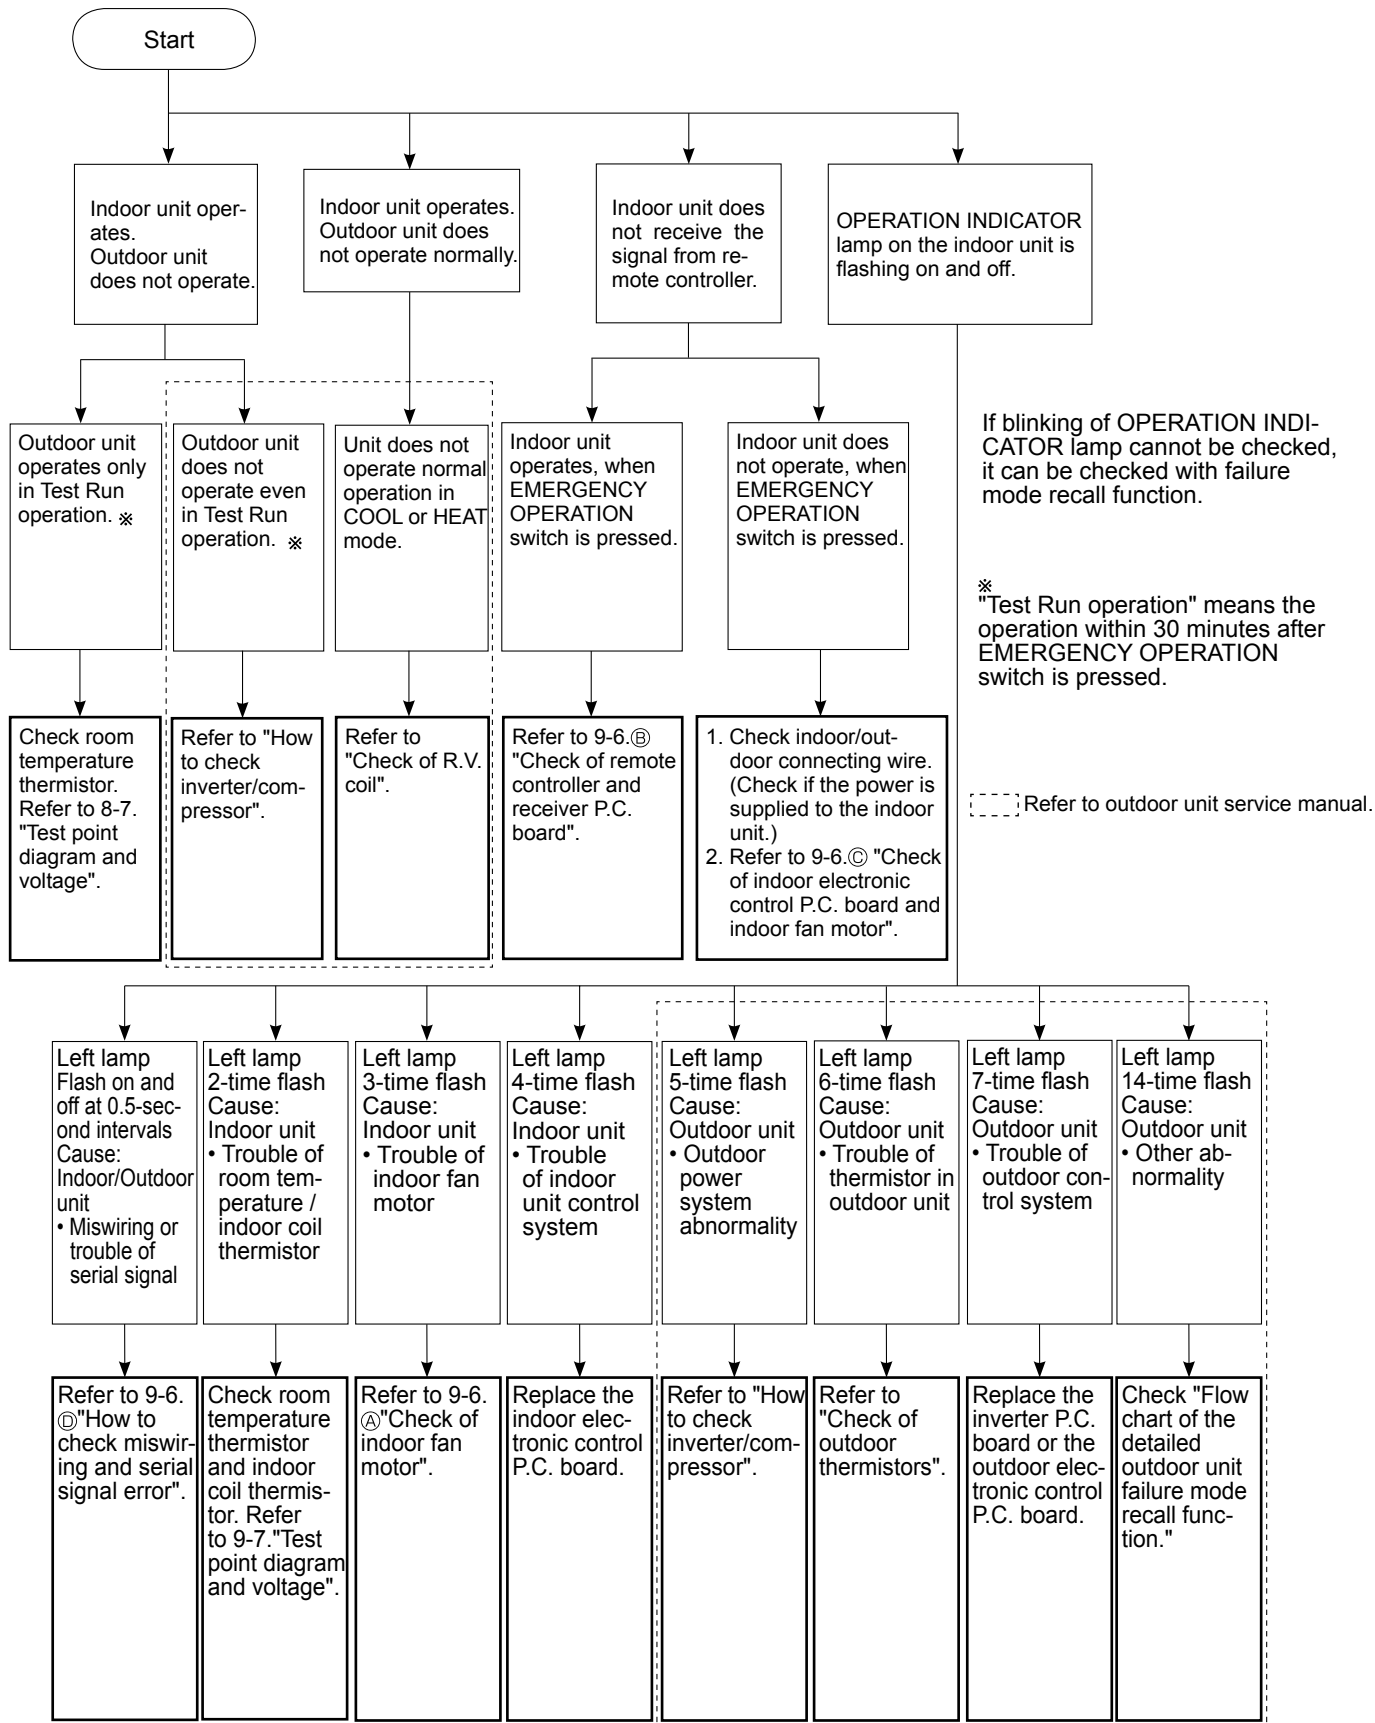 Start
Indoor unit oper-
ates.
Outdoor unit
does not operate.
Indoor unit operates.
Outdoor unit does
not operate normally.
Indoor unit does
not receive the
signal from re-
mote controller.
OPERATION INDICATOR
lamp on the indoor unit is
flashing on and off.
Outdoor unit
operates only
in Test Run
operation. ※
Outdoor unit
does not
operate even
in Test Run
operation. ※
Unit does not
operate normal
operation in
COOL or HEAT
mode.
Indoor unit
operates, when
EMERGENCY
OPERATION
switch is pressed.
Indoor unit does
not operate, when
EMERGENCY
OPERATION
switch is pressed.
If blinking of OPERATION INDI-
CATOR lamp cannot be checked,
it can be checked with failure
mode recall function.
※
"Test Run operation" means the
operation within 30 minutes after
EMERGENCY OPERATION
switch is pressed.
Refer to outdoor unit service manual.
Check room
temperature
thermistor.
Refer to 8-7.
"Test point
diagram and
voltage".
Refer to "How
to check
inverter/com-
pressor".
Refer to
"Check of R.V.
coil".
Refer to 9-6.Ⓑ
"Check of remote
controller and
receiver P.C.
board".
1. Check indoor/out-
door connecting wire.
(Check if the power is
supplied to the indoor
unit.)
2. Refer to 9-6.Ⓒ "Check
of indoor electronic
control P.C. board and
indoor fan motor".
Left lamp
Flash on and
off at 0.5-sec-
ond intervals
Cause:
Indoor/Outdoor
unit
• Miswiring or
trouble of
serial signal
Left lamp
2-time flash
Cause:
Indoor unit
• Trouble of
room tem-
perature /
indoor coil
thermistor
Left lamp
3-time flash
Cause:
Indoor unit
• Trouble of
indoor fan
motor
Left lamp
4-time flash
Cause:
Indoor unit
• Trouble
of indoor
unit control
system
Left lamp
5-time flash
Cause:
Outdoor unit
• Outdoor
power
system
abnormality
Left lamp
6-time flash
Cause:
Outdoor unit
• Trouble of
thermistor in
outdoor unit
Left lamp
7-time flash
Cause:
Outdoor unit
• Trouble of
outdoor con-
trol system
Left lamp
14-time flash
Cause:
Outdoor unit
• Other ab-
normality
Refer to 9-6.
Ⓓ"How to
check miswir-
ing and serial
signal error".
Check room
temperature
thermistor
and indoor
coil thermis-
tor. Refer
to 9-7."Test
point diagram
and voltage".
Refer to 9-6.
Ⓐ"Check of
indoor fan
motor".
Replace the
indoor elec-
tronic control
P.C. board.
Refer to "How
to check
inverter/com-
pressor".
Refer to
"Check of
outdoor
thermistors".
Replace the
inverter P.C.
board or the
outdoor elec-
tronic control
P.C. board.
Check "Flow
chart of the
detailed
outdoor unit
failure mode
recall func-
tion."